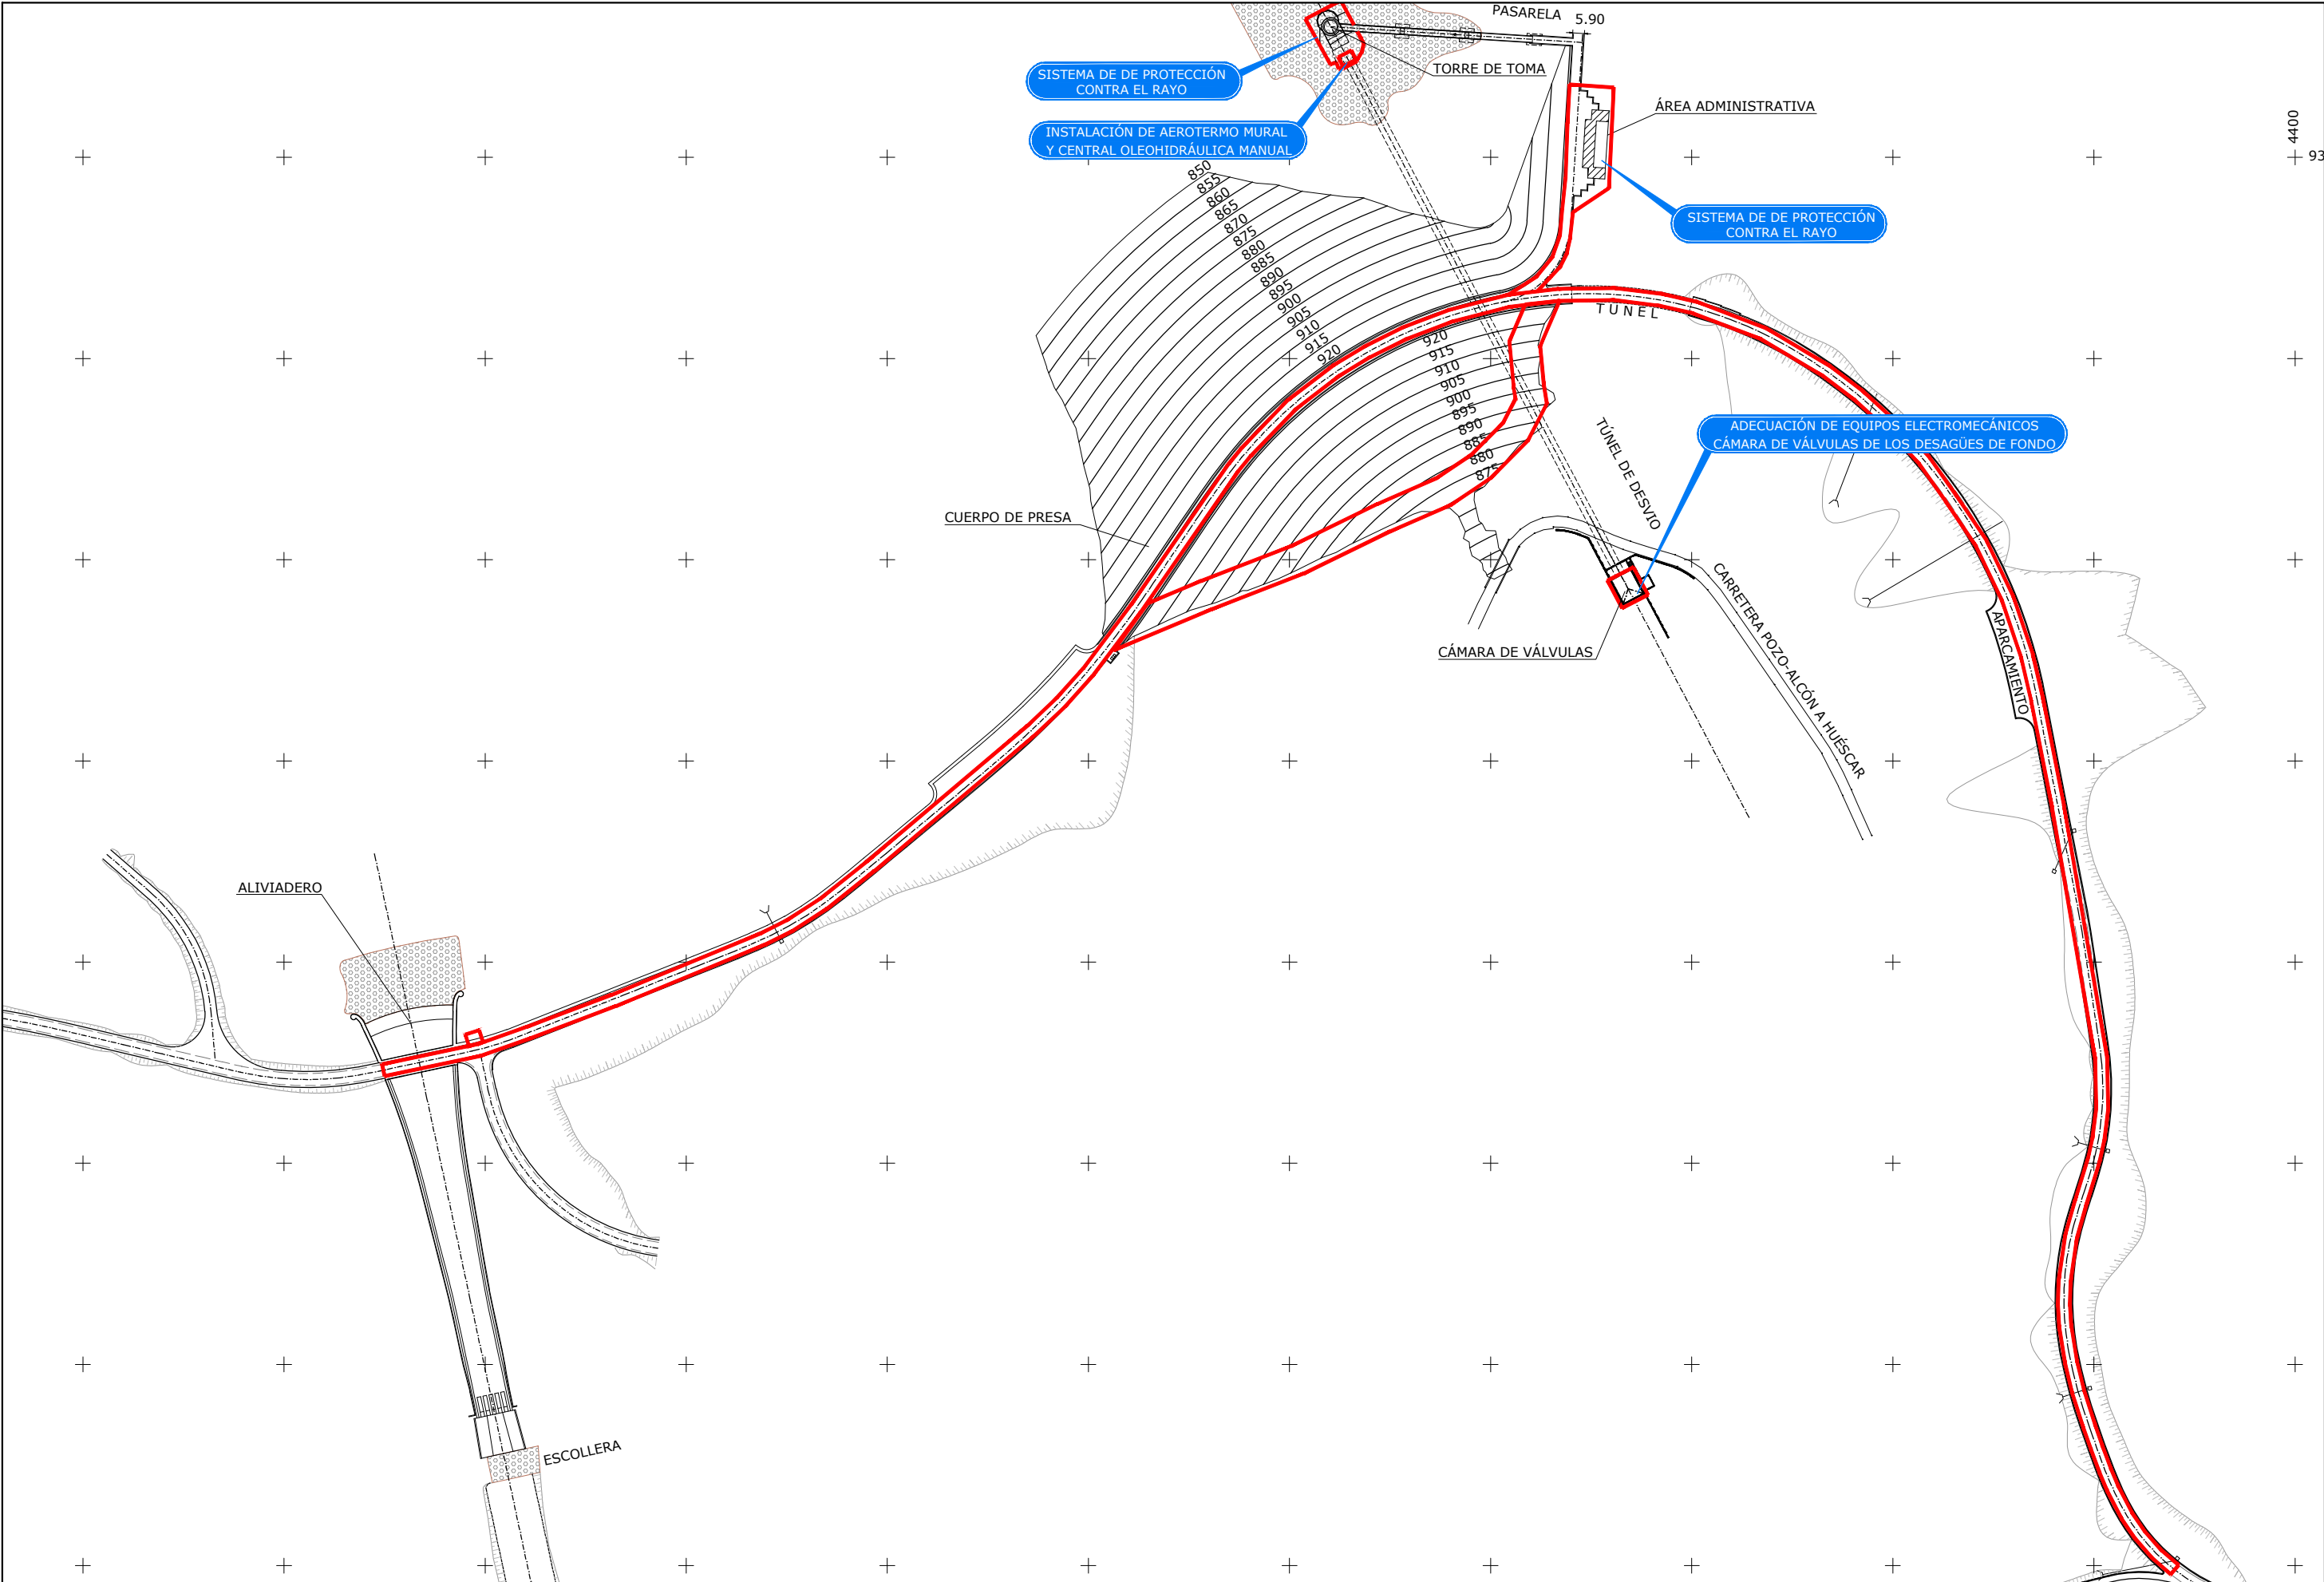 PASARELA
5.90
SISTEMA DE DE PROTECCIÓN
CONTRA EL RAYO
TORRE DE TOMA
ÁREA ADMINISTRATIVA
4400
93
INSTALACIÓN DE AEROTERMO MURAL
Y CENTRAL OLEOHIDRÁULICA MANUAL
850
855
860
865
870
875
880
885
890
895
900
905
910
915
920
SISTEMA DE DE PROTECCIÓN
CONTRA EL RAYO
TUNEL
920
915
910
905
900
895
890
885
880
875
TÚNEL DE DESVIO
ADECUACIÓN DE EQUIPOS ELECTROMECÁNICOS
CÁMARA DE VÁLVULAS DE LOS DESAGÜES DE FONDO
CUERPO DE PRESA
CÁMARA DE VÁLVULAS
CARRETERA POZO-ALCÓN A HUÉSCAR
APARCAMIENTO
ALIVIADERO
ESCOLLERA